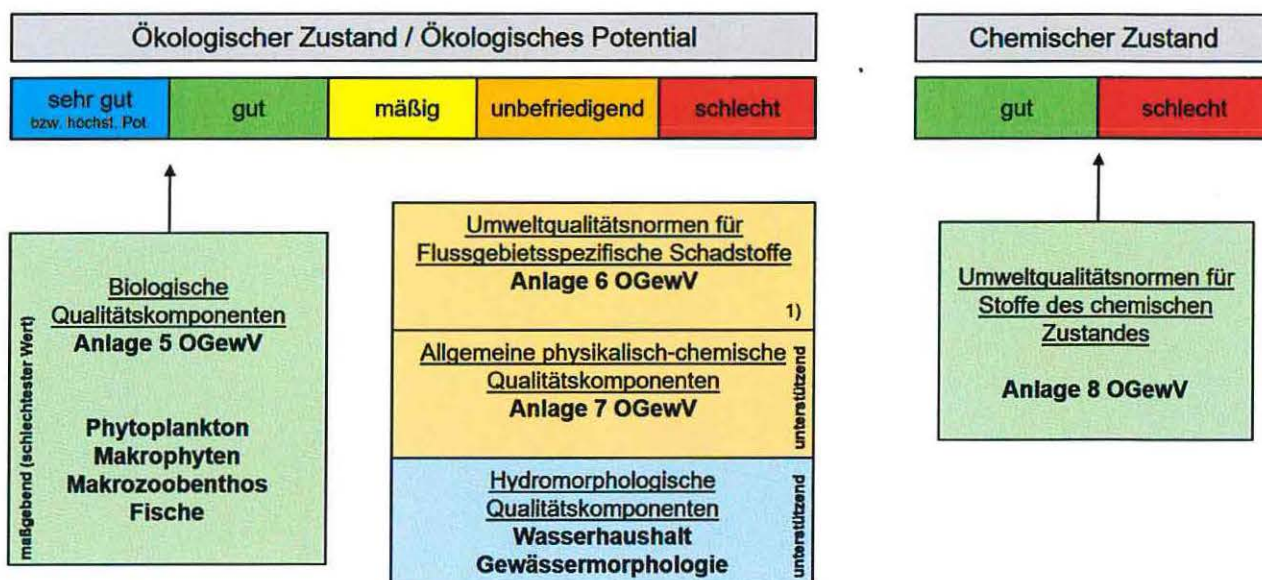 Ökologischer Zustand / Ökologisches Potential
sehr gut
bzw. höchst. Pot.
gut
mäßig
unbefriedigend
schlecht
Chemischer Zustand
gut
schlecht
maßgebend (schlechtester Wert)
Biologische
Qualitätskomponenten
Anlage 5 OGewV
Phytoplankton
Makrophyten
Makrozoobenthos
Fische
Umweltqualitätsnormen für
Flussgebietsspezifische Schadstoffe
Anlage 6 OGewV
1)
Allgemeine physikalisch-chemische
Qualitätskomponenten
Anlage 7 OGewV
unterstützend
Hydromorphologische
Qualitätskomponenten
Wasserhaushalt
Gewässermorphologie
unterstützend
Umweltqualitätsnormen für
Stoffe des chemischen
Zustandes
Anlage 8 OGewV